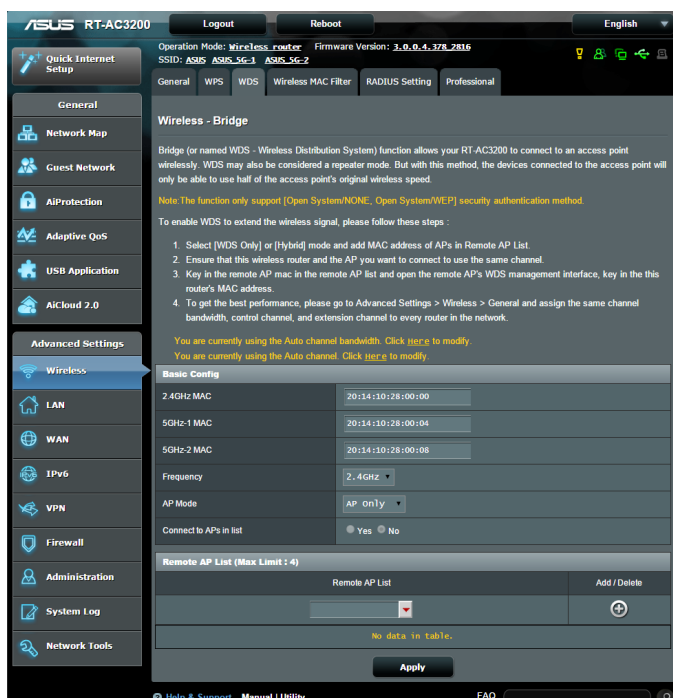 ASUS RT-AC3200 Logout Reboot English
Operation Mode: Wireless router Firmware Version: 3.0.0.4.378_2816
SSID: ASUS ASUS_5G-1 ASUS_5G-2
Quick Internet
Setup
General WPS WDS Wireless MAC Filter RADIUS Setting Professional
General
Network Map
Guest Network
AiProtection
Adaptive QoS
USB Application
AiCloud 2.0
Advanced Settings
Wireless
LAN
WAN
IPv6
VPN
Firewall
Administration
System Log
Network Tools
Wireless - Bridge
Bridge (or named WDS - Wireless Distribution System) function allows your RT-AC3200 to connect to an access point
wirelessly. WDS may also be considered a repeater mode. But with this method, the devices connected to the access point will
only be able to use half of the access point's original wireless speed.
Note:The function only support [Open System/NONE, Open System/WEP] security authentication method.
To enable WDS to extend the wireless signal, please follow these steps :
1. Select [WDS Only] or [Hybrid] mode and add MAC address of APs in Remote AP List.
2. Ensure that this wireless router and the AP you want to connect to use the same channel.
3. Key in the remote AP mac in the remote AP list and open the remote AP's WDS management interface, key in the this
router's MAC address.
4. To get the best performance, please go to Advanced Settings > Wireless > General and assign the same channel
bandwidth, control channel, and extension channel to every router in the network.
You are currently using the Auto channel bandwidth. Click Here to modify.
You are currently using the Auto channel. Click Here to modify.
Basic Config
2.4GHz MAC 20:14:10:28:00:00
5GHz-1 MAC 20:14:10:28:00:04
5GHz-2 MAC 20:14:10:28:00:08
Frequency 2.4GHz
AP Mode AP Only
Connect to APs in list Yes No
Remote AP List (Max Limit : 4)
Remote AP List Add / Delete
No data in table.
Apply
Help & Support Manual | Utility FAQ